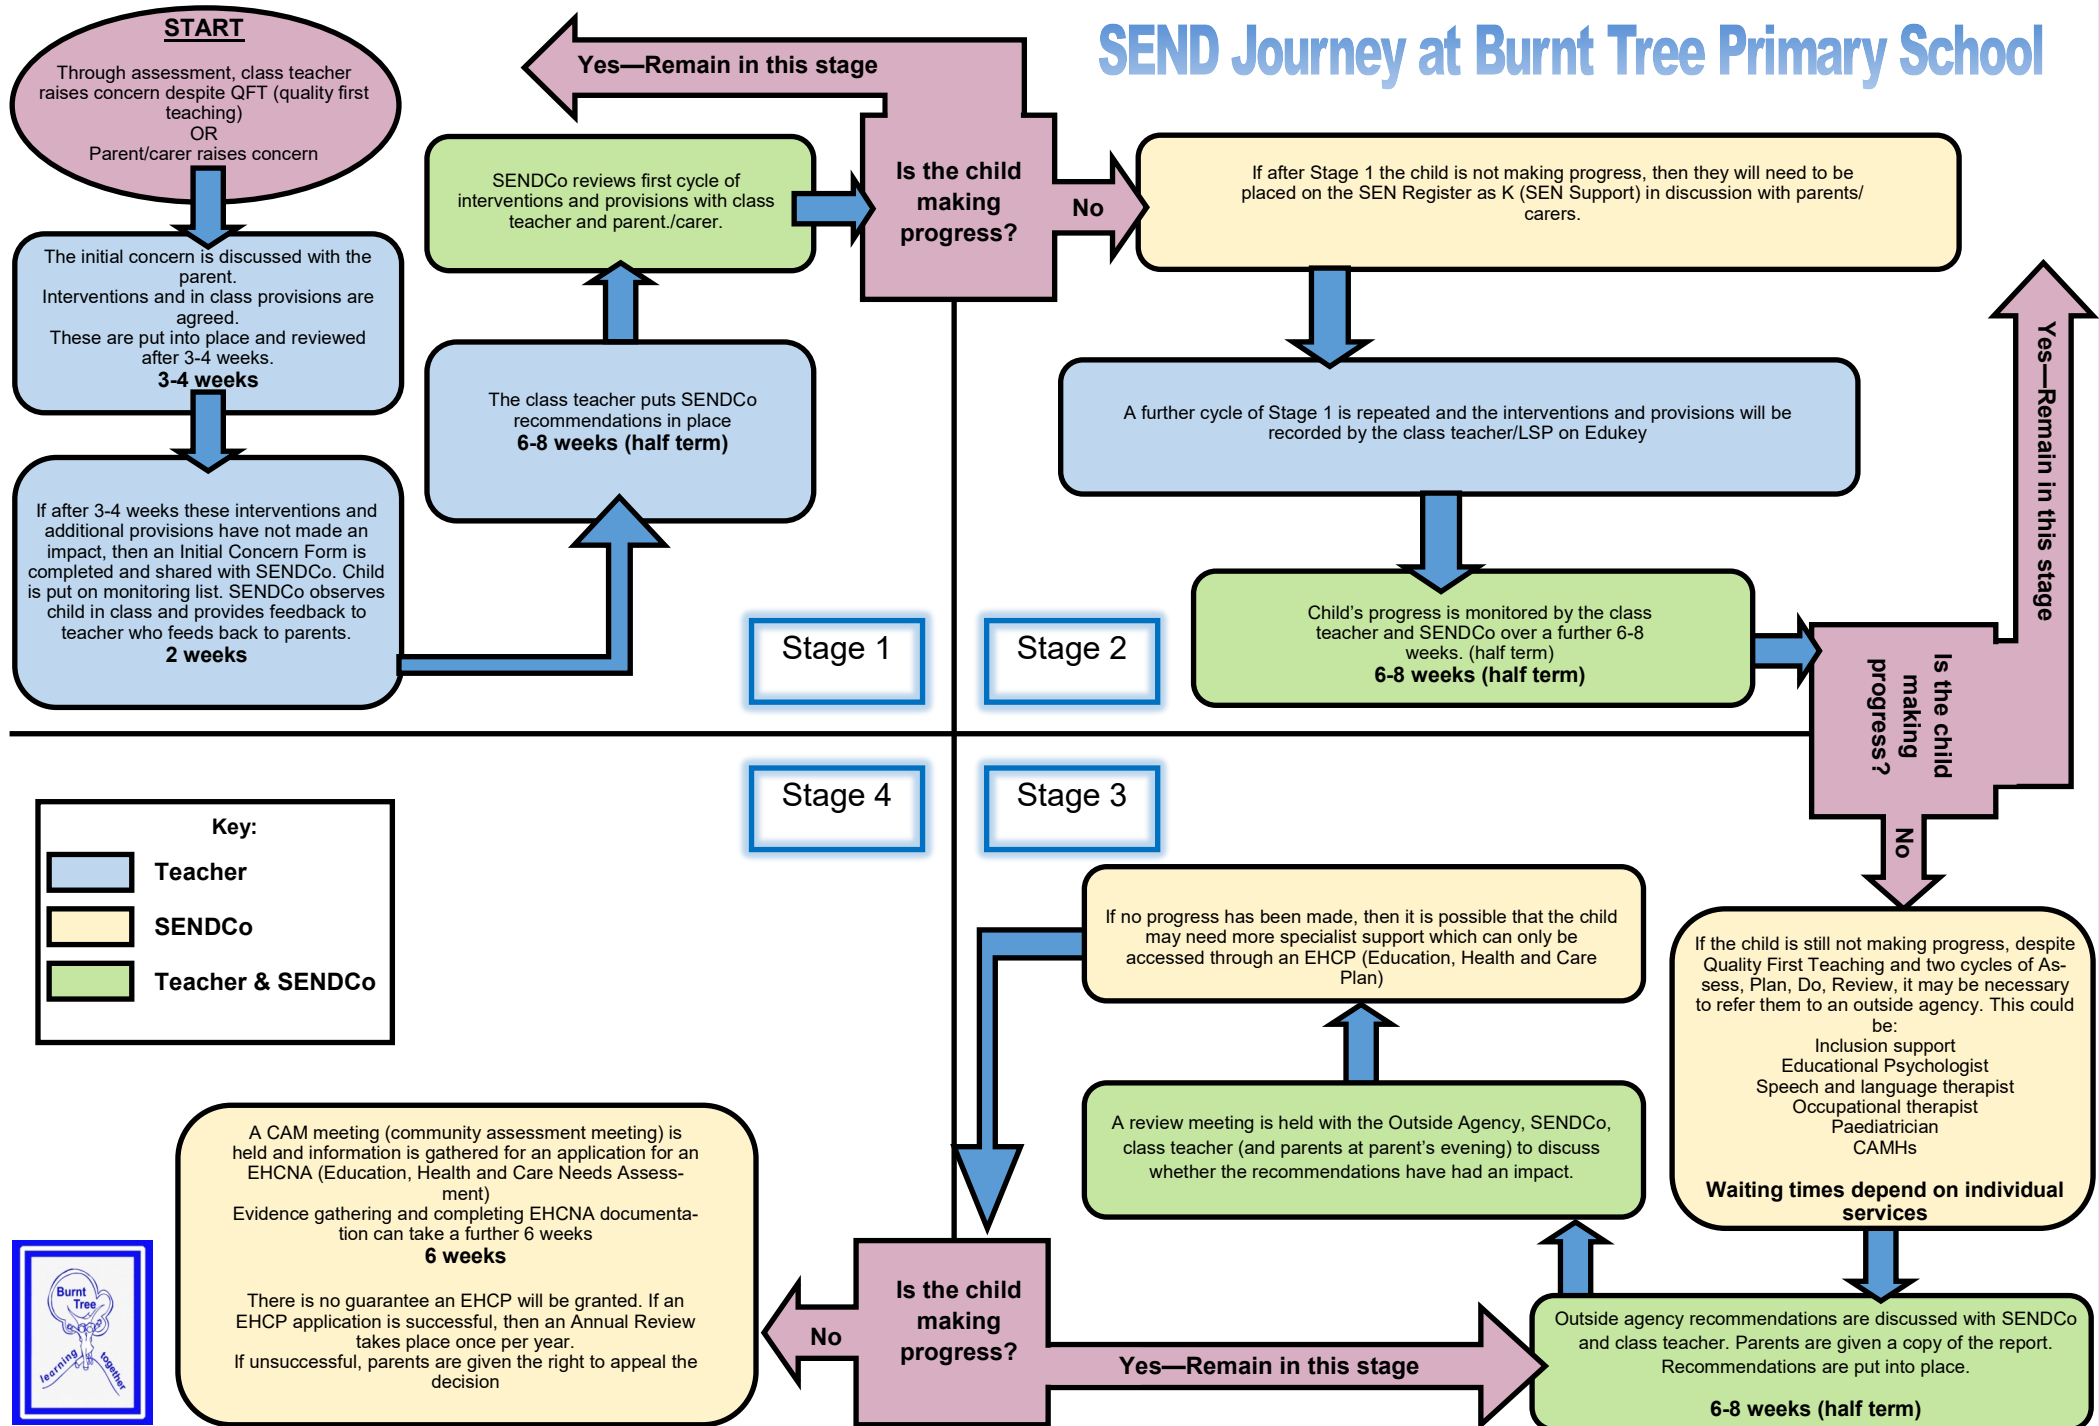 SEND Journey at Burnt Tree Primary School
START
Through assessment, class teacher
raises concern despite QFT (quality first
teaching)
OR
Parent/carer raises concern
The initial concern is discussed with the
parent.
Interventions and in class provisions are
agreed.
These are put into place and reviewed
after 3-4 weeks.
3-4 weeks
If after 3-4 weeks these interventions and
additional provisions have not made an
impact, then an Initial Concern Form is
completed and shared with SENDCo. Child
is put on monitoring list. SENDCo observes
child in class and provides feedback to
teacher who feeds back to parents.
2 weeks
The class teacher puts SENDCo
recommendations in place
6-8 weeks (half term)
SENDCo reviews first cycle of
interventions and provisions with class
teacher and parent./carer.
Is the child
making
progress?
Yes—Remain in this stage
No
Stage 1
If after Stage 1 the child is not making progress, then they will need to be
placed on the SEN Register as K (SEN Support) in discussion with parents/
carers.
A further cycle of Stage 1 is repeated and the interventions and provisions will be
recorded by the class teacher/LSP on Edukey
Child's progress is monitored by the class
teacher and SENDCo over a further 6-8
weeks. (half term)
6-8 weeks (half term)
Stage 2
Is the child
making
progress?
Yes—Remain in this stage
No
If the child is still not making progress, despite
Quality First Teaching and two cycles of As-
sess, Plan, Do, Review, it may be necessary
to refer them to an outside agency. This could
be:
Inclusion support
Educational Psychologist
Speech and language therapist
Occupational therapist
Paediatrician
CAMHs
Waiting times depend on individual
services
Outside agency recommendations are discussed with SENDCo
and class teacher. Parents are given a copy of the report.
Recommendations are put into place.
6-8 weeks (half term)
A review meeting is held with the Outside Agency, SENDCo,
class teacher (and parents at parent's evening) to discuss
whether the recommendations have had an impact.
If no progress has been made, then it is possible that the child
may need more specialist support which can only be
accessed through an EHCP (Education, Health and Care
Plan)
Stage 3
Is the child
making
progress?
Yes—Remain in this stage
No
Stage 4
A CAM meeting (community assessment meeting) is
held and information is gathered for an application for an
EHCNA (Education, Health and Care Needs Assess-
ment)
Evidence gathering and completing EHCNA documenta-
tion can take a further 6 weeks
6 weeks
There is no guarantee an EHCP will be granted. If an
EHCP application is successful, then an Annual Review
takes place once per year.
If unsuccessful, parents are given the right to appeal the
decision
Key:
Teacher
SENDCo
Teacher & SENDCo
Burnt
Tree
learning
together